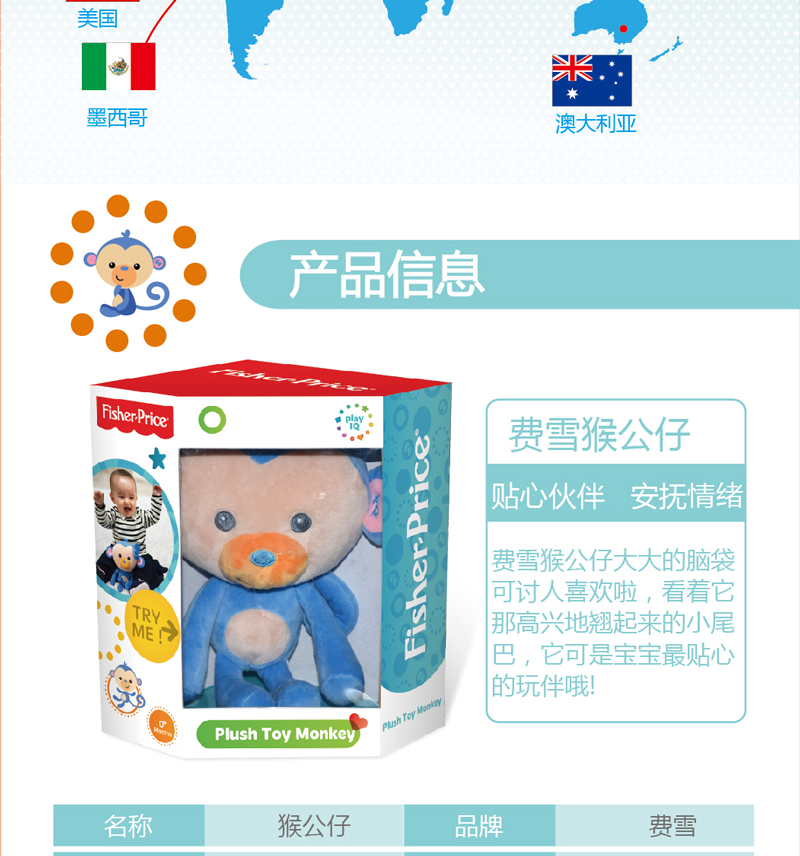 美国
墨西哥
澳大利亚
产品信息
Fisher-Price
Fisher-Price
play
IQ
Fisher-Price
TRY
ME!
0+
Months
Plush Toy Monkey
Plush Toy Monkey
费雪猴公仔
贴心伙伴 安抚情绪
费雪猴公仔大大的脑袋
可讨人喜欢啦，看着它
那高兴地翘起来的小尾
巴，它可是宝宝最贴心
的玩伴哦!
名称 猴公仔 品牌 费雪